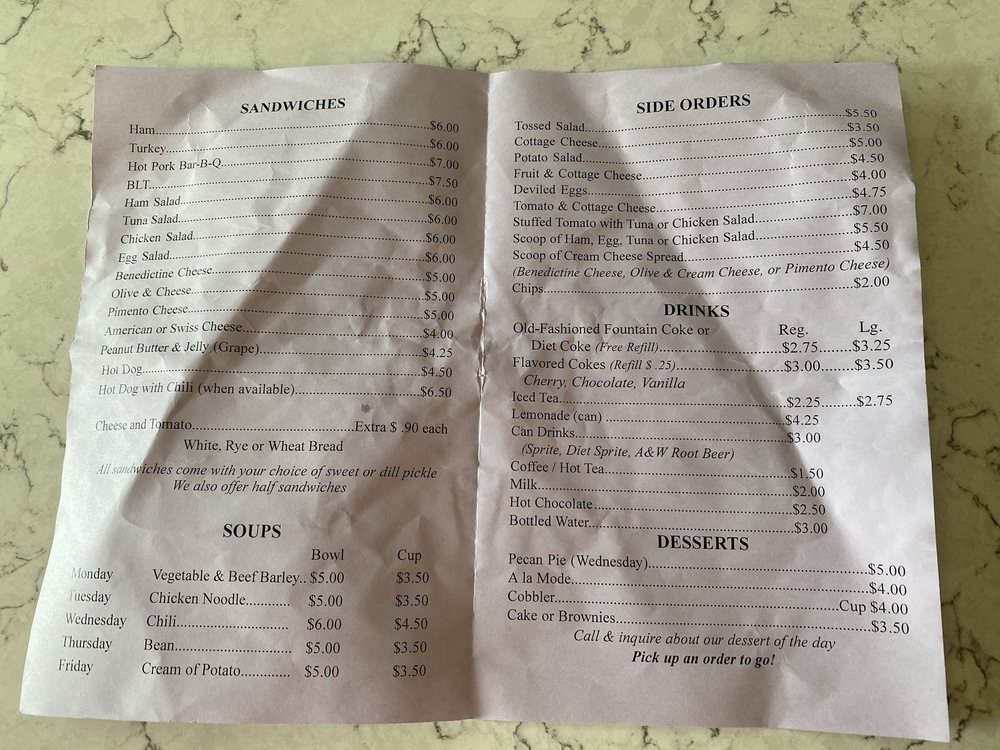 SANDWICHES
Ham........$6.00
Turkey........$6.00
Hot Pork Bar-B-Q........$7.00
BLT........$7.50
Ham Salad........$6.00
Tuna Salad........$6.00
Chicken Salad........$6.00
Egg Salad........$6.00
Benedictine Cheese........$5.00
Olive & Cheese........$5.00
Pimento Cheese........$5.00
American or Swiss Cheese........$4.00
Peanut Butter & Jelly (Grape)........$4.25
Hot Dog........$4.50
Hot Dog with Chili (when available)........$6.50
Cheese and Tomato........Extra $ .90 each
White, Rye or Wheat Bread
All sandwiches come with your choice of sweet or dill pickle
We also offer half sandwiches
SOUPS
Bowl Cup
Monday Vegetable & Beef Barley.. $5.00 $3.50
Tuesday Chicken Noodle........... $5.00 $3.50
Wednesday Chili........ $6.00 $4.50
Thursday Bean........ $5.00 $3.50
Friday Cream of Potato............. $5.00 $3.50
SIDE ORDERS
Tossed Salad........$5.50
Cottage Cheese........$3.50
Potato Salad........$5.00
Fruit & Cottage Cheese........$4.50
Deviled Eggs........$4.00
Tomato & Cottage Cheese........$4.75
Stuffed Tomato with Tuna or Chicken Salad........$7.00
Scoop of Ham, Egg, Tuna or Chicken Salad........$5.50
Scoop of Cream Cheese Spread........$4.50
(Benedictine Cheese, Olive & Cream Cheese, or Pimento Cheese)
Chips........$2.00
DRINKS
Old-Fashioned Fountain Coke or Reg. Lg.
Diet Coke (Free Refill)........$2.75........$3.25
Flavored Cokes (Refill $ .25)........$3.00........$3.50
Cherry, Chocolate, Vanilla
Iced Tea........$2.25........$2.75
Lemonade (can)........$4.25
Can Drinks........$3.00
(Sprite, Diet Sprite, A&W Root Beer)
Coffee / Hot Tea........$1.50
Milk........$2.00
Hot Chocolate........$2.50
Bottled Water........$3.00
DESSERTS
Pecan Pie (Wednesday)........$5.00
A la Mode........$4.00
Cobbler........Cup $4.00
Cake or Brownies........$3.50
Call & inquire about our dessert of the day
Pick up an order to go!